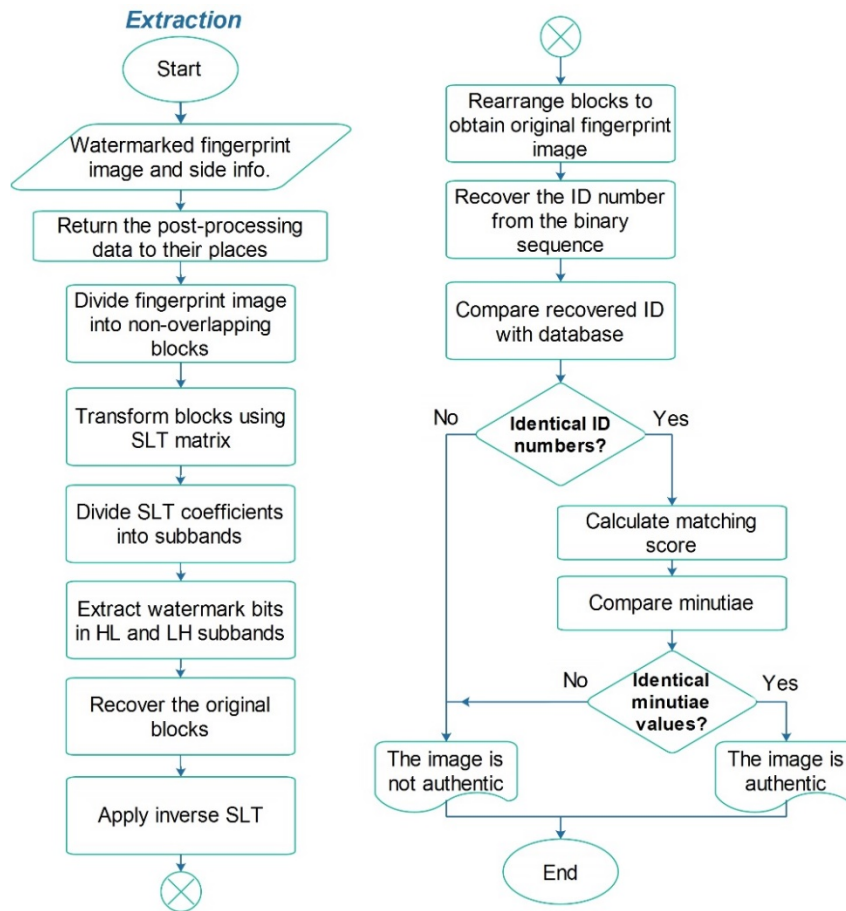 Extraction
Start
Watermarked fingerprint
image and side info.
Return the post-processing
data to their places
Divide fingerprint image
into non-overlapping
blocks
Transform blocks using
SLT matrix
Divide SLT coefficients
into subbands
Extract watermark bits
in HL and LH subbands
Recover the original
blocks
Apply inverse SLT
Rearrange blocks to
obtain original fingerprint
image
Recover the ID number
from the binary
sequence
Compare recovered ID
with database
Identical ID
numbers?
No
Yes
Calculate matching
score
Compare minutiae
Identical
minutiae
values?
No
Yes
The image is
not authentic
The image is
authentic
End